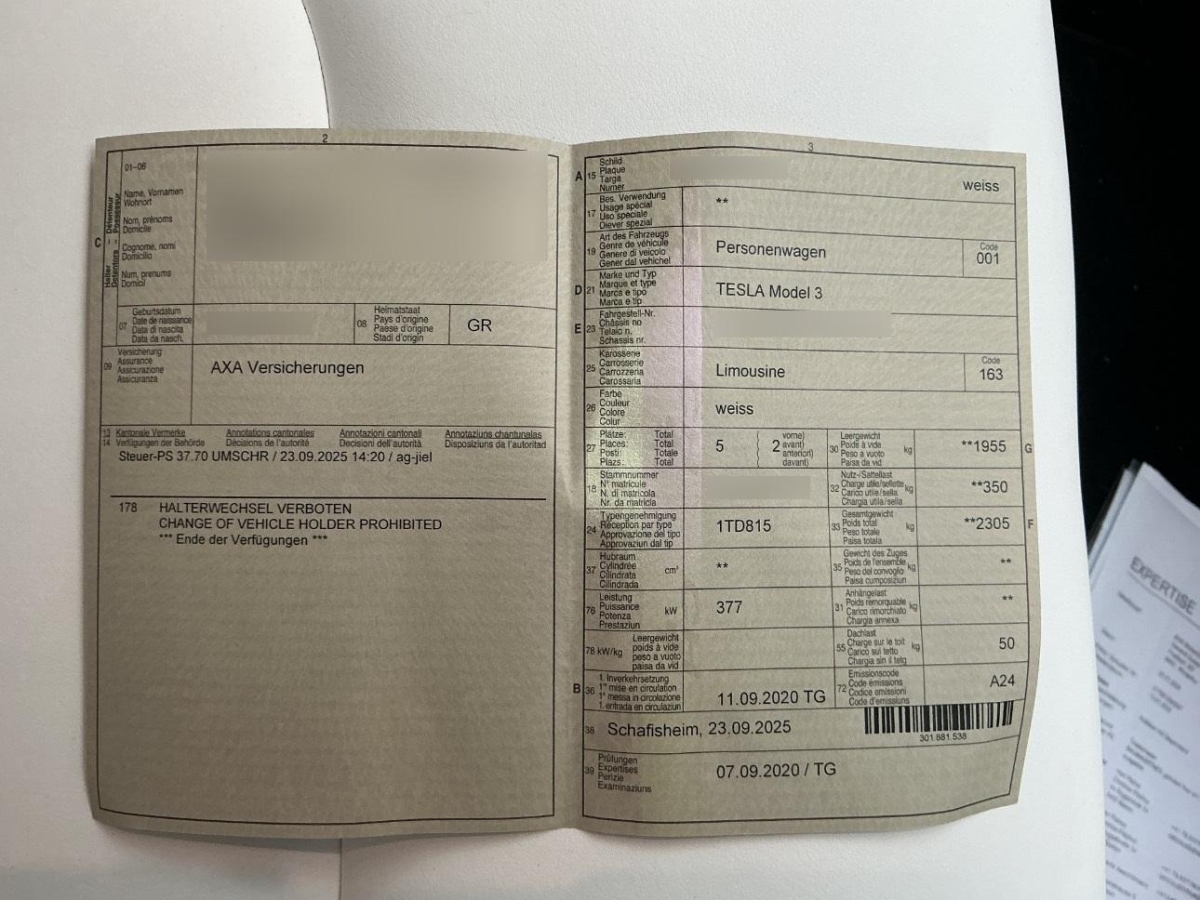 2
01–06
Name, Vornamen
Wohnort
Nom, prénoms
Domicile
Cognome, nomi
Domicilio
Num, prenums
Domicil
C
07
Geburtsdatum
Date de naissance
Data di nascita
Data da nasch.
08
Heimatstaat
Pays d'origine
Paese d'origine
Stadi d'origin
GR
09
Versicherung
Assurance
Assicurazione
Assicuranza
AXA Versicherungen
13 Kantonale Vermerke Annotations cantonales Annotazioni cantonali Annotaziuns chantunalas
14 Verfügungen der Behörde Décisions de l'autorité Decisioni dell'autorità Disposiziuns da l'autoritad
Steuer-PS 37.70 UMSCHR / 23.09.2025 14:20 / ag-jiel
178 HALTERWECHSEL VERBOTEN
CHANGE OF VEHICLE HOLDER PROHIBITED
*** Ende der Verfügungen ***
3
A 15
Schild
Plaque
Targa
Numer
weiss
17
Bes. Verwendung
Usage spécial
Uso speciale
Diever spezial
**
19
Art des Fahrzeugs
Genre de véhicule
Genere di veicolo
Gener dal vehichel
Personenwagen
Code
001
D 21
Marke und Typ
Marque et type
Marca e tipo
Marca e tip
TESLA Model 3
E 23
Fahrgestell-Nr.
Châssis no
Telaio n.
Schassis nr.
25
Karosserie
Carrosserie
Carrozzeria
Carossaria
Limousine
Code
163
26
Farbe
Couleur
Colore
Colur
weiss
27
Plätze: Total
Places: Total
Posti: Totale
Plazs: Total
5
2
vorne)
avant)
anteriori)
davant)
30
Leergewicht
Poids à vide
Peso a vuoto
Paisa da vid
kg
**1955
G
18
Stammnummer
N° matricule
N. di matricola
Nr. da matricla
32
Nutz-/Sattellast
Charge utile/sellette
Carico utile/sella
Chargia utila/sella
kg
**350
24
Typengenehmigung
Réception par type
Approvazione del tipo
Approvaziun dal tip
1TD815
33
Gesamtgewicht
Poids total
Peso totale
Paisa totala
kg
**2305
F
37
Hubraum
Cylindrée
Cilindrata
Cilindrada
cm³
**
35
Gewicht des Zuges
Poids de l'ensemble
Peso del convoglio
Paisa cumposiziun
kg
**
76
Leistung
Puissance
Potenza
Prestaziun
kW
377
31
Anhängelast
Poids remorquable
Carico rimorchiato
Chargia annexa
kg
**
78 kW/kg
Leergewicht
poids à vide
peso a vuoto
paisa da vid
55
Dachlast
Charge sur le toit
Carico sul tetto
Chargia sin il tetg
kg
50
B 36
1. Inverkehrsetzung
1re mise en circulation
1a messa in circolazione
1. entrada en circulaziun
11.09.2020 TG
72
Emissionscode
Code émissions
Codice emissioni
Code d'emissiuns
A24
38
Schafisheim, 23.09.2025
301 881 538
39
Prüfungen
Expertises
Perizie
Examinaziuns
07.09.2020 / TG
EXPERTISE